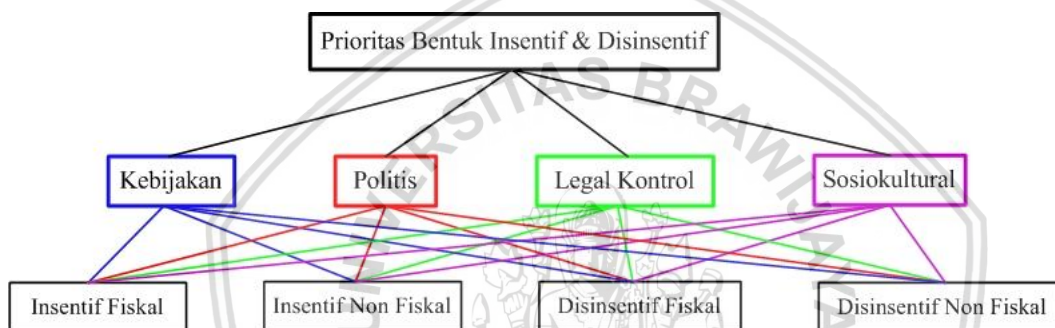 Prioritas Bentuk Insentif & Disinsentif
Kebijakan
Politis
Legal Kontrol
Sosiokultural
Insentif Fiskal
Insentif Non Fiskal
Disinsentif Fiskal
Disinsentif Non Fiskal